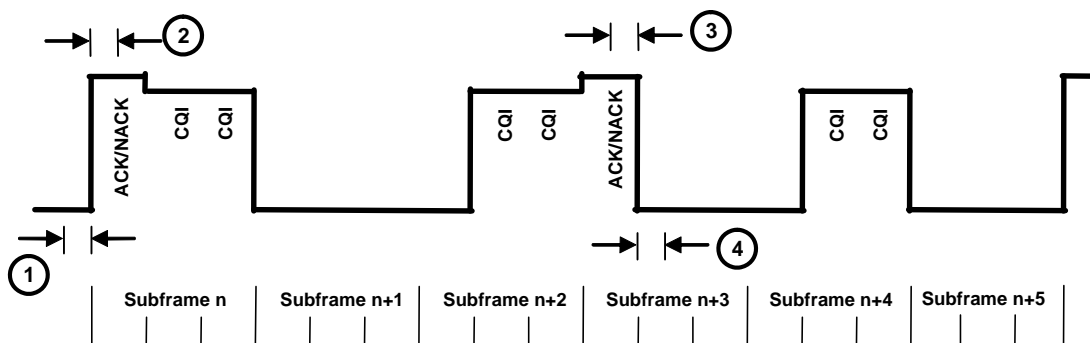 2
3
ACK/NACK
CQI
CQI
CQI
CQI
ACK/NACK
CQI
CQI
1
4
Subframe n
Subframe n+1
Subframe n+2
Subframe n+3
Subframe n+4
Subframe n+5